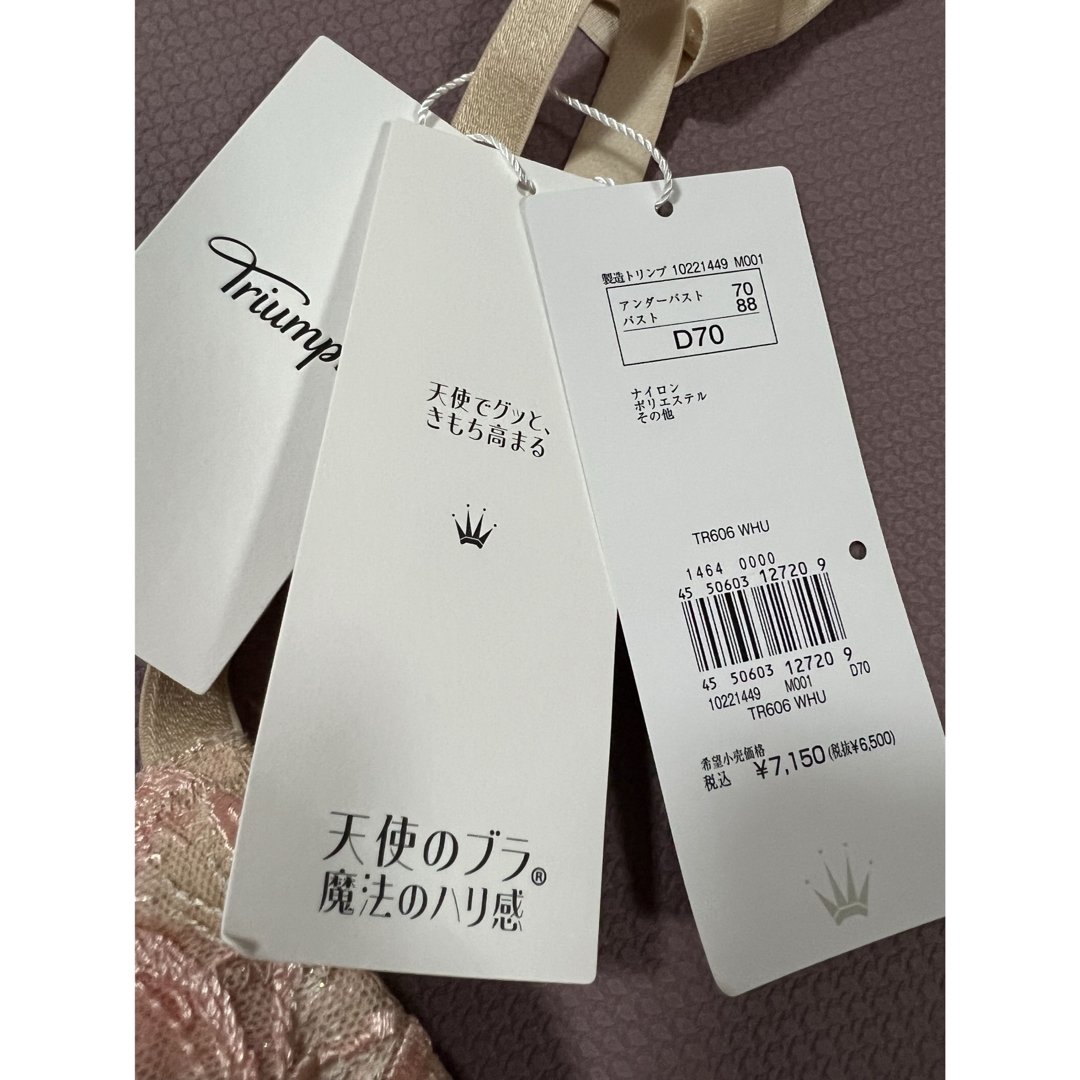 Triump
天使でグッと、
きもち高まる
天使のブラ®
魔法のハリ感
製造トリンプ 10221449 M001
アンダーバスト 70
バスト 88
D70
ナイロン
ポリエステル
その他
TR606 WHU
1464 0000
45 50603 12720 9
45 50603 12720 9
10221449 M001 D70
TR606 WHU
希望小売価格
税込 ¥7,150 (税抜¥6,500)